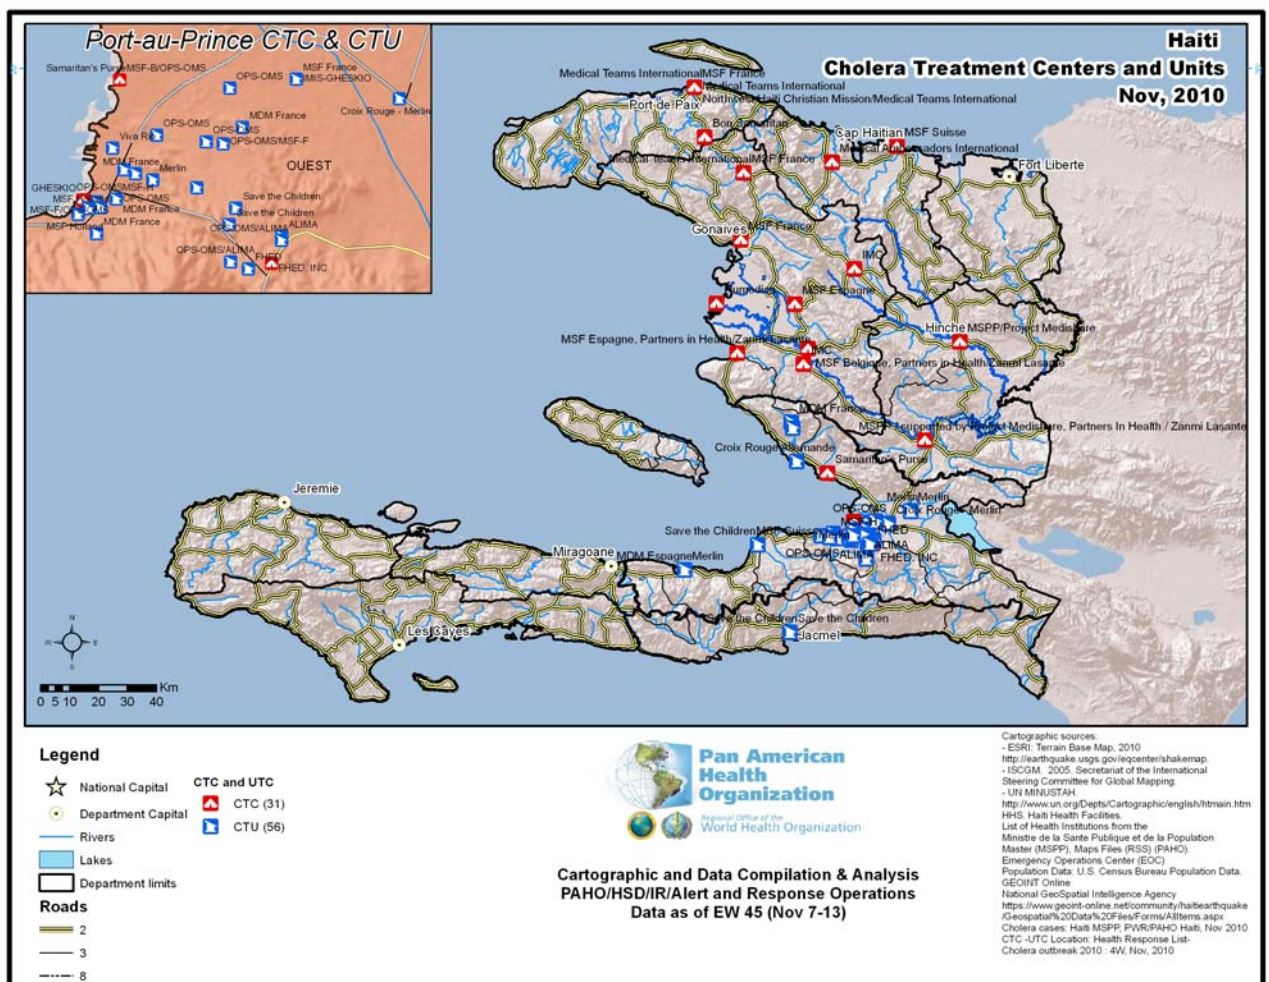 Port-au-Prince CTC & CTU
Samaritan's Purse
MSF-B/OPS-OMS
OPS-OMS
MSF France
MIS-GHESKIO
Croix Rouge - Merlin
OPS-OMS
MDM France
OPS-OMS
OPS-OMS/MSF-F
OUEST
MDM France
Merlin
GHESKIO
MSF-H
OPS-OMS
MDM France
MDM France
MSF Holland
Save the Children
Save the Children
OPS-OMS/ALIMA
ALIMA
OPS-OMS/ALIMA
FHED
FHED, INC.
Haiti
Cholera Treatment Centers and Units
Nov, 2010
Medical Teams International
MSF France
Medical Teams International
Northwest Haiti Christian Mission/Medical Teams International
Port de Paix
Bon Samaritan
Cap Haitian
MSF Suisse
Medical Ambassadors International
Fort Liberte
Medical Teams International
MSF France
Gonaives
MSF France
IMC
MSF Espagne
Hinche
MSPP/Project Medishare
MSF Espagne, Partners in Health/Zanmi Lasante
IMC
MSF Belgique, Partners in Health/Zanmi Lasante
MDM France
MSPP supported by Project Medishare, Partners In Health / Zanmi Lasante
Croix Rouge Allemande
Samaritan's Purse
Jeremie
Merlin
Merlin
OPS-OMS
Croix Rouge - Merlin
FHED
Save the Children
MSF Suisse
ALIMA
OPS-OMS
ALIMA
FHED, INC.
Miragoane
MDM Espagne
Merlin
Save the Children
Save the Children
Jacmel
Les Cayes
N
W
E
S
Km
0 5 10 20 30 40
Legend
National Capital
Department Capital
Rivers
Lakes
Department limits
Roads
2
3
8
CTC and UTC
CTC (31)
CTU (56)
Pan American
Health
Organization
Regional Office of the
World Health Organization
Cartographic and Data Compilation & Analysis
PAHO/HSD/IR/Alert and Response Operations
Data as of EW 45 (Nov 7-13)
Cartographic sources:
- ESRI: Terrain Base Map, 2010
http://earthquake.usgs.gov/eqcenter/shakemap.
- ISCGM. 2005. Secretariat of the International
Steering Committee for Global Mapping.
- UN MINUSTAH.
http://www.un.org/Depts/Cartographic/english/htmain.htm
HHS. Haiti Health Facilities.
List of Health Institutions from the
Ministre de la Sante Publique et de la Population
Master (MSPP), Maps Files (RSS) (PAHO).
Emergency Operations Center (EOC)
Population Data: U.S. Census Bureau Population Data.
GEOINT Online
National GeoSpatial Intelligence Agency
https://www.geoint-online.net/community/haitiearthquake
/Geospatial%20Data%20Files/Forms/AllItems.aspx
Cholera cases: Haiti MSPP, PWR/PAHO Haiti, Nov 2010
CTC -UTC Location: Health Response List-
Cholera outbreak 2010 : 4W, Nov, 2010